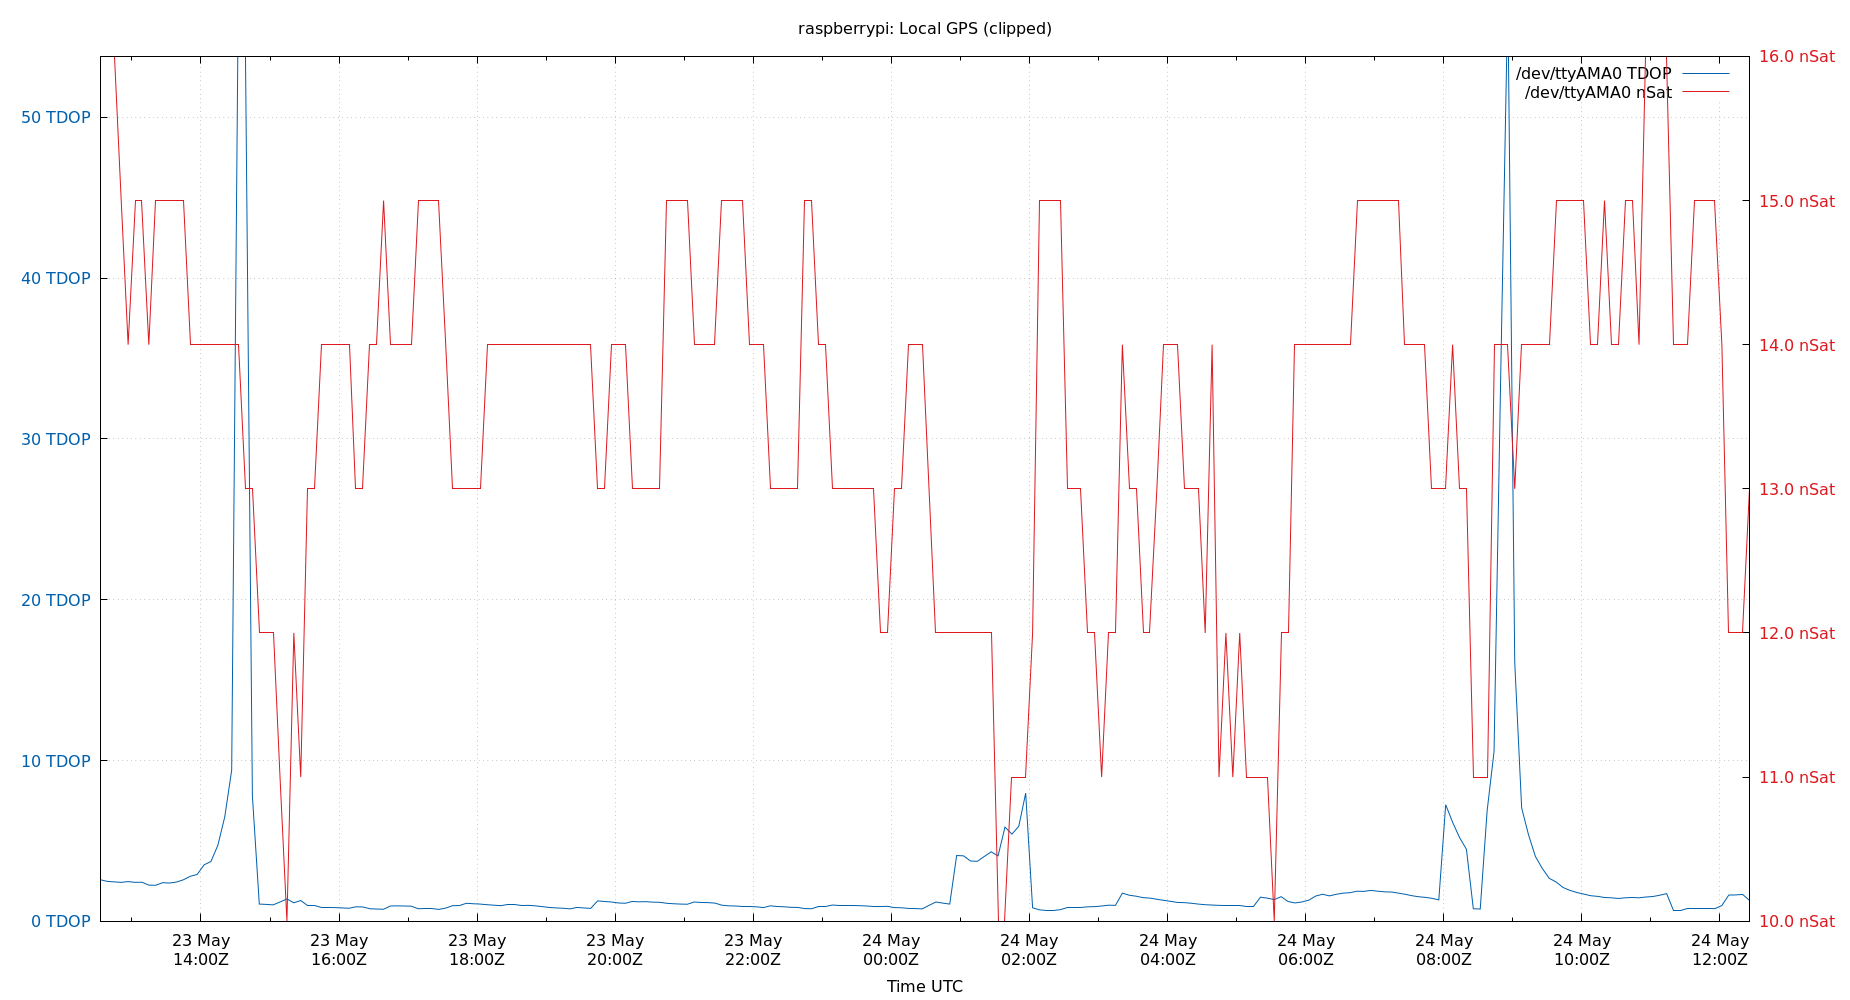 raspberrypi: Local GPS (clipped)
/dev/ttyAMA0 TDOP
/dev/ttyAMA0 nSat
50 TDOP
40 TDOP
30 TDOP
20 TDOP
10 TDOP
0 TDOP
16.0 nSat
15.0 nSat
14.0 nSat
13.0 nSat
12.0 nSat
11.0 nSat
10.0 nSat
23 May
14:00Z
23 May
16:00Z
23 May
18:00Z
23 May
20:00Z
23 May
22:00Z
24 May
00:00Z
24 May
02:00Z
24 May
04:00Z
24 May
06:00Z
24 May
08:00Z
24 May
10:00Z
24 May
12:00Z
Time UTC